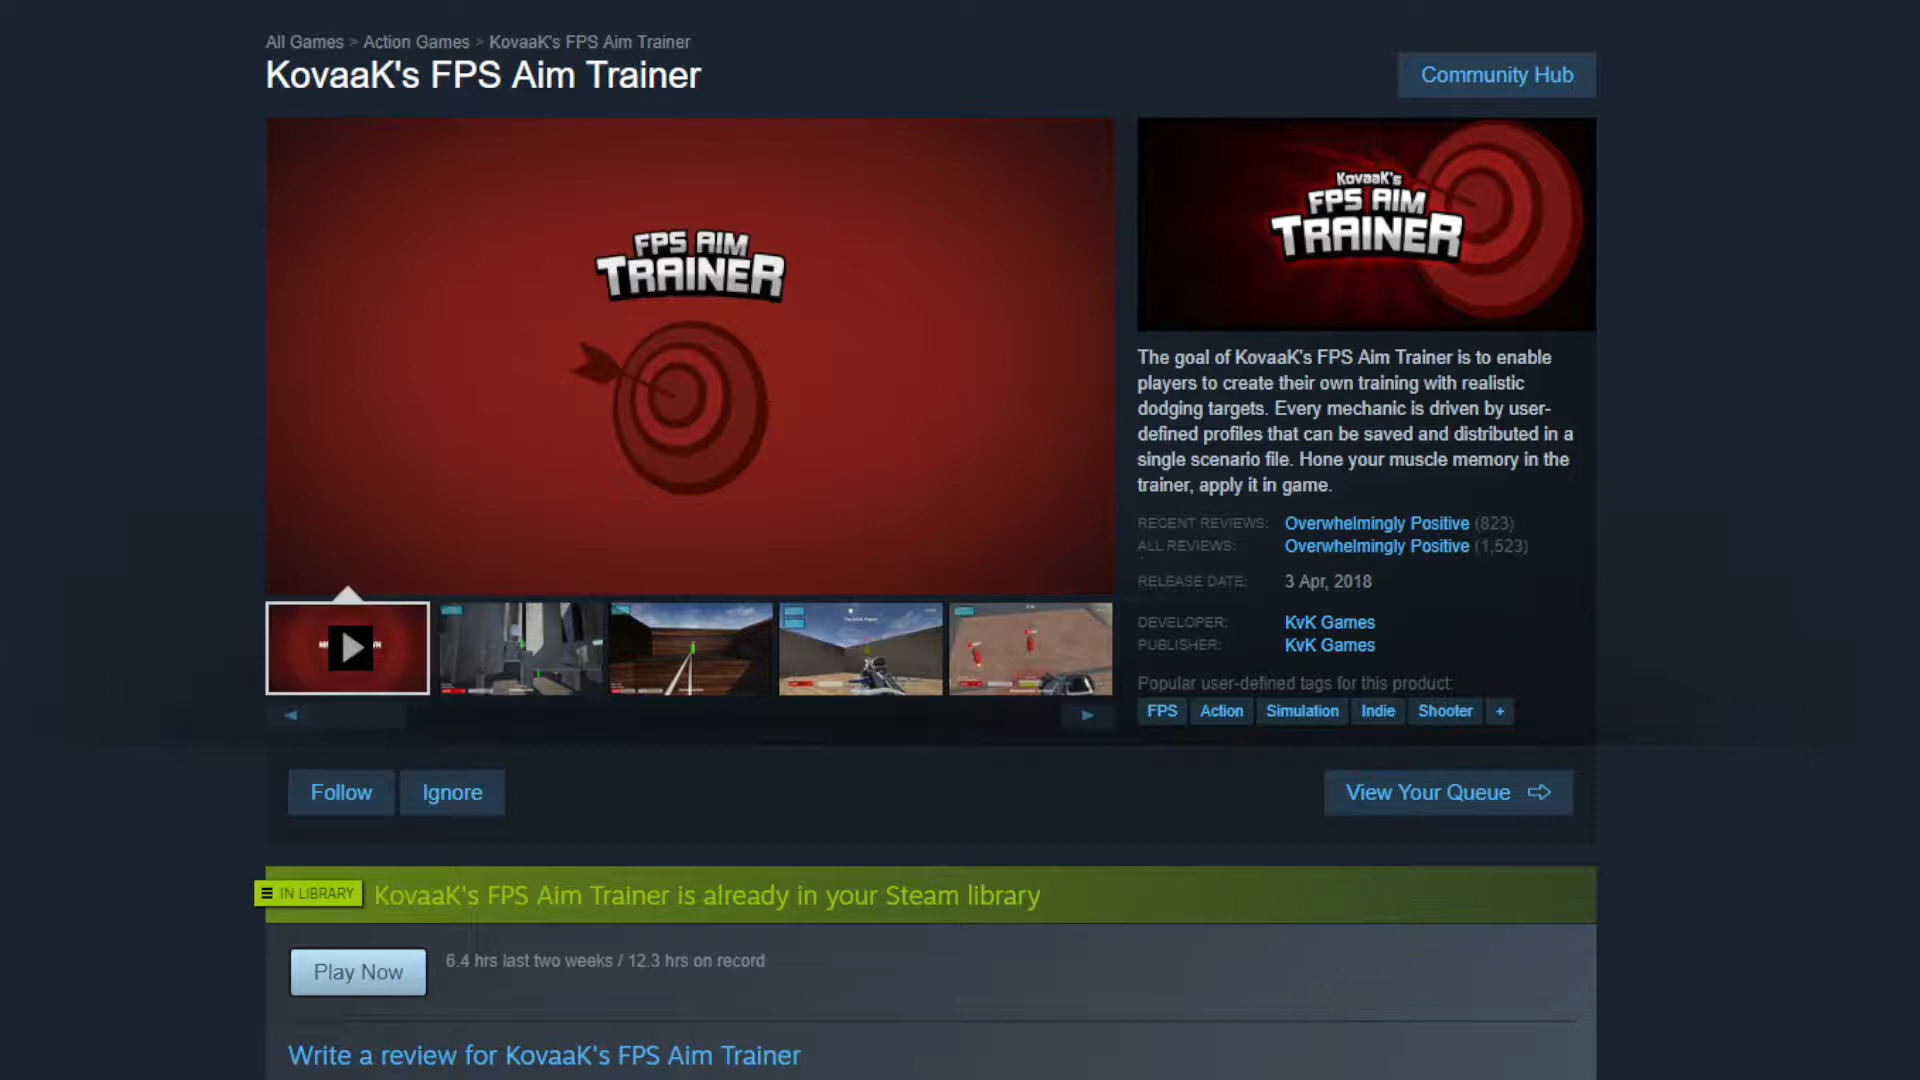 All Games > Action Games > KovaaK's FPS Aim Trainer
KovaaK's FPS Aim Trainer
Community Hub
FPS AIM
TRAINER
KovaaK's
FPS AIM
TRAINER
The goal of KovaaK's FPS Aim Trainer is to enable
players to create their own training with realistic
dodging targets. Every mechanic is driven by user-
defined profiles that can be saved and distributed in a
single scenario file. Hone your muscle memory in the
trainer, apply it in game.
RECENT REVIEWS: Overwhelmingly Positive (823)
ALL REVIEWS: Overwhelmingly Positive (1,523)
RELEASE DATE: 3 Apr, 2018
DEVELOPER: KvK Games
PUBLISHER: KvK Games
Popular user-defined tags for this product:
FPS Action Simulation Indie Shooter +
Follow Ignore
View Your Queue
IN LIBRARY KovaaK's FPS Aim Trainer is already in your Steam library
Play Now 6.4 hrs last two weeks / 12.3 hrs on record
Write a review for KovaaK's FPS Aim Trainer